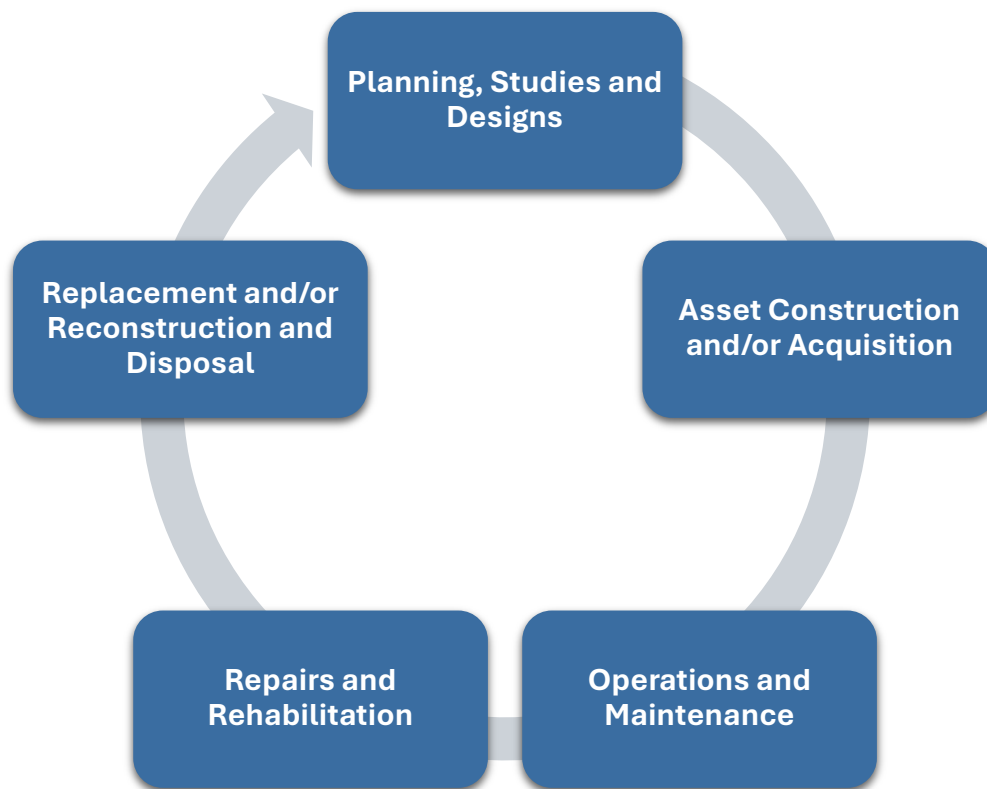 Planning, Studies and
Designs
Asset Construction
and/or Acquisition
Operations and
Maintenance
Repairs and
Rehabilitation
Replacement and/or
Reconstruction and
Disposal